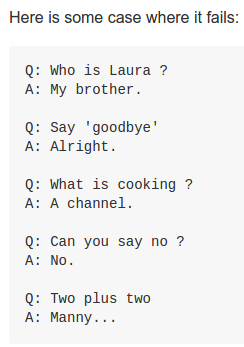 Here is some case where it fails:
Q: Who is Laura ?
A: My brother.
Q: Say 'goodbye'
A: Alright.
Q: What is cooking ?
A: A channel.
Q: Can you say no ?
A: No.
Q: Two plus two
A: Manny...